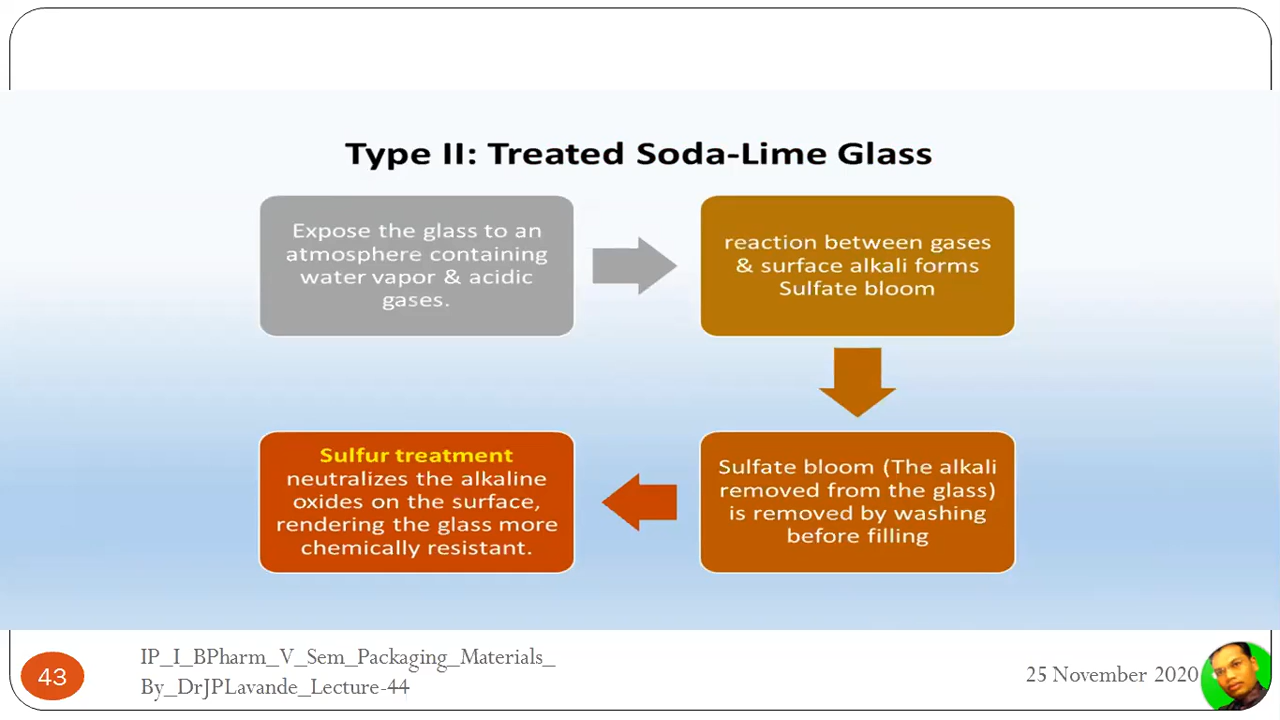 Type II: Treated Soda-Lime Glass
Expose the glass to an
atmosphere containing
water vapor & acidic
gases.
reaction between gases
& surface alkali forms
Sulfate bloom
Sulfate bloom (The alkali
removed from the glass)
is removed by washing
before filling
Sulfur treatment
neutralizes the alkaline
oxides on the surface,
rendering the glass more
chemically resistant.
43
IP_I_BPharm_V_Sem_Packaging_Materials_
By_DrJPLavande_Lecture-44
25 November 2020